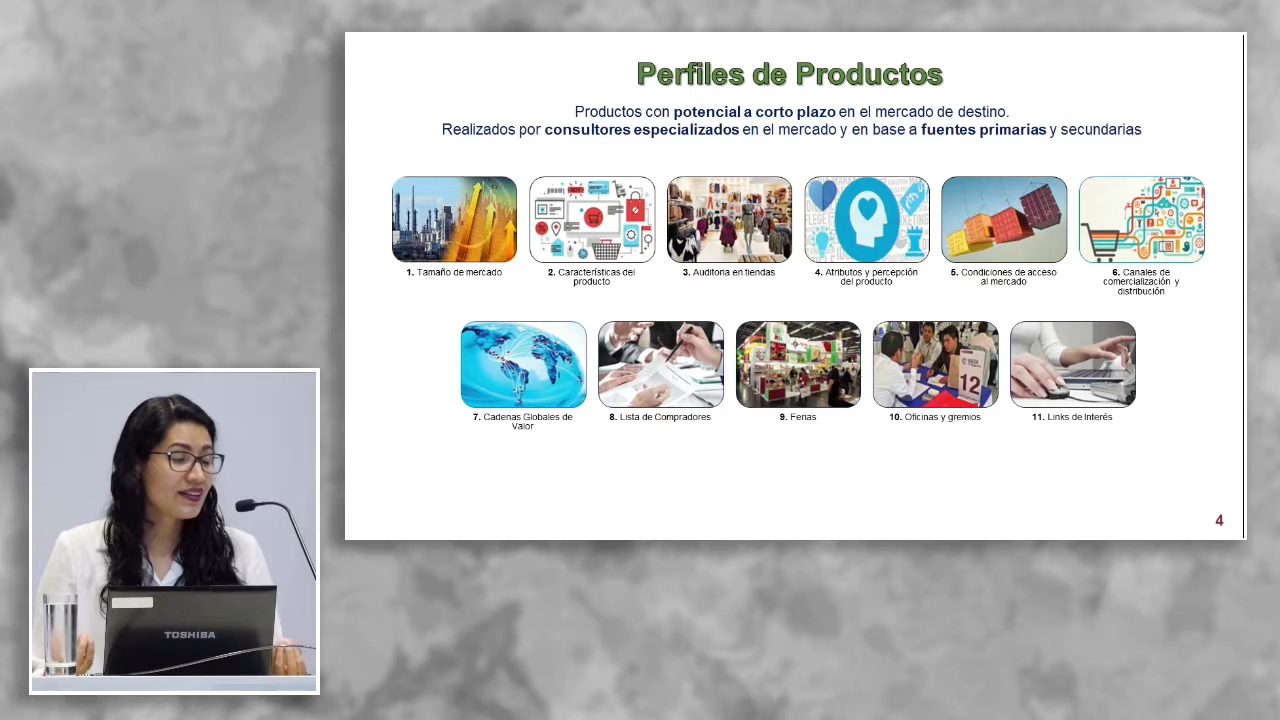 Perfiles de Productos
Productos con potencial a corto plazo en el mercado de destino.
Realizados por consultores especializados en el mercado y en base a fuentes primarias y secundarias
1. Tamaño de mercado
2. Características del
producto
3. Auditoria en tiendas
4. Atributos y percepción
del producto
5. Condiciones de acceso
al mercado
6. Canales de
comercialización y
distribución
7. Cadenas Globales de
Valor
8. Lista de Compradores
9. Ferias
12
10. Oficinas y gremios
11. Links de Interés
4
TOSHIBA